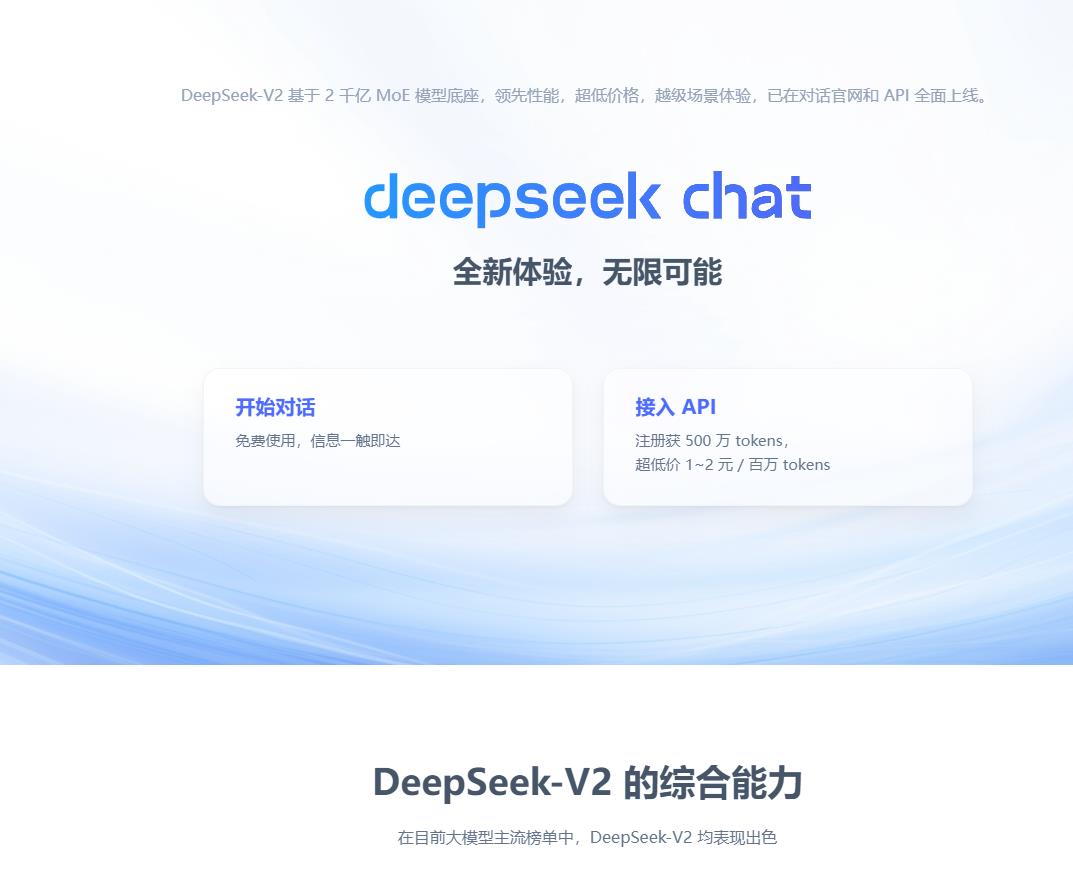 DeepSeek-V2 基于 2 千亿 MoE 模型底座，领先性能，超低价格，越级场景体验，已在对话官网和 API 全面上线。
deepseek chat
全新体验，无限可能
开始对话
免费使用，信息一触即达
接入 API
注册获 500 万 tokens，
超低价 1~2 元 / 百万 tokens
DeepSeek-V2 的综合能力
在目前大模型主流榜单中，DeepSeek-V2 均表现出色